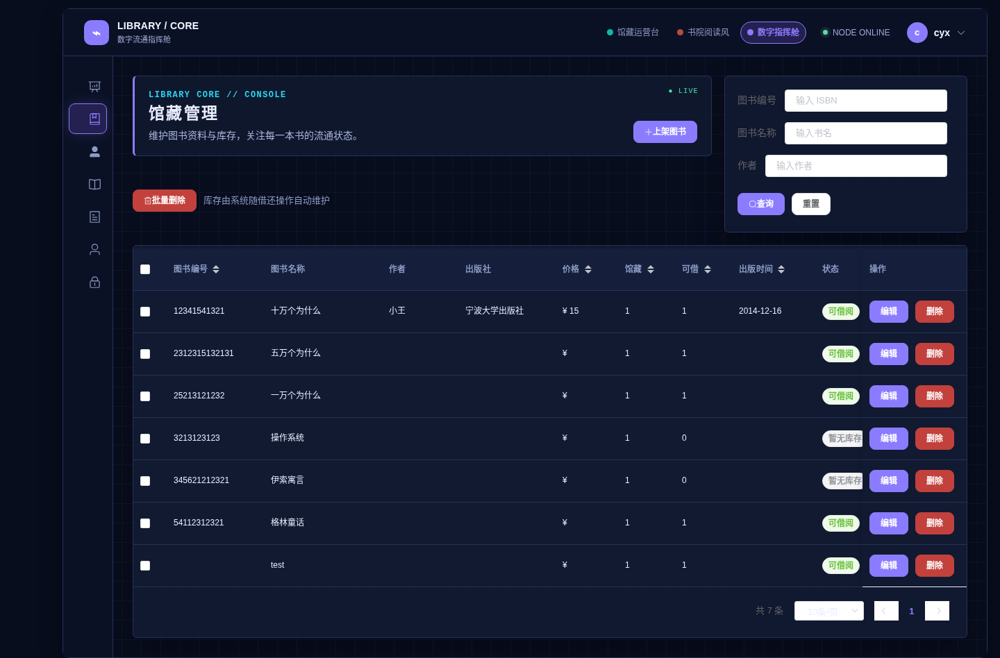 LIBRARY / CORE
数字流通指挥舱
馆藏运营台 书院阅读风 数字指挥舱 NODE ONLINE c cyx
LIBRARY CORE // CONSOLE
● LIVE
馆藏管理
维护图书资料与库存，关注每一本书的流通状态。
上架图书
图书编号 输入 ISBN
图书名称 输入书名
作者 输入作者
查询 重置
批量删除 库存由系统随借还操作自动维护
图书编号 图书名称 作者 出版社 价格 馆藏 可借 出版时间 状态 操作
12341541321 十万个为什么 小王 宁波大学出版社 ¥ 15 1 1 2014-12-16 可借阅 编辑 删除
2312315132131 五万个为什么 ¥ 1 1 可借阅 编辑 删除
25213121232 一万个为什么 ¥ 1 1 可借阅 编辑 删除
3213123123 操作系统 ¥ 1 0 暂无库存 编辑 删除
345621212321 伊索寓言 ¥ 1 0 暂无库存 编辑 删除
54112312321 格林童话 ¥ 1 1 可借阅 编辑 删除
test ¥ 1 1 可借阅 编辑 删除
共 7 条 10条/页 1